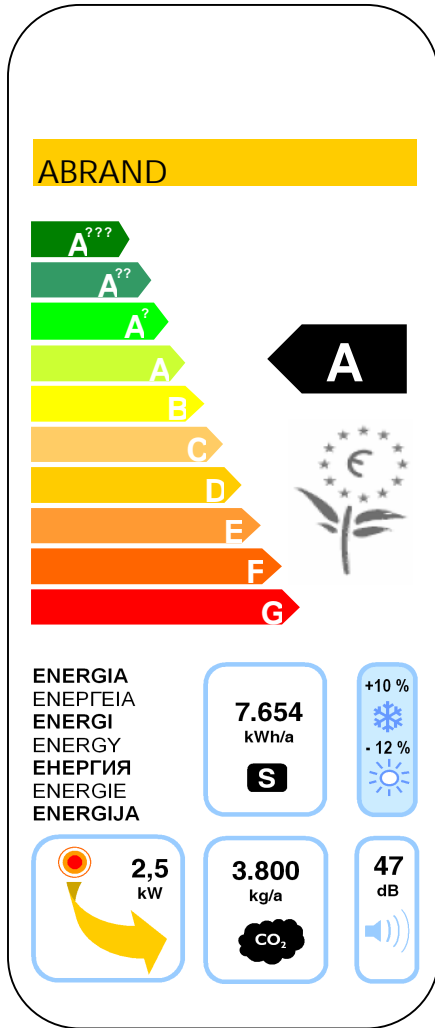 ABRAND
A???
A??
A?
A
A
B
C
D
E
F
G
ENERGIA
ΕΝΕΡΓΕΙΑ
ENERGI
ENERGY
ЕНЕРГИЯ
ENERGIE
ENERGIJA
7.654
kWh/a
S
+10 %
- 12 %
2,5
kW
3.800
kg/a
CO₂
47
dB